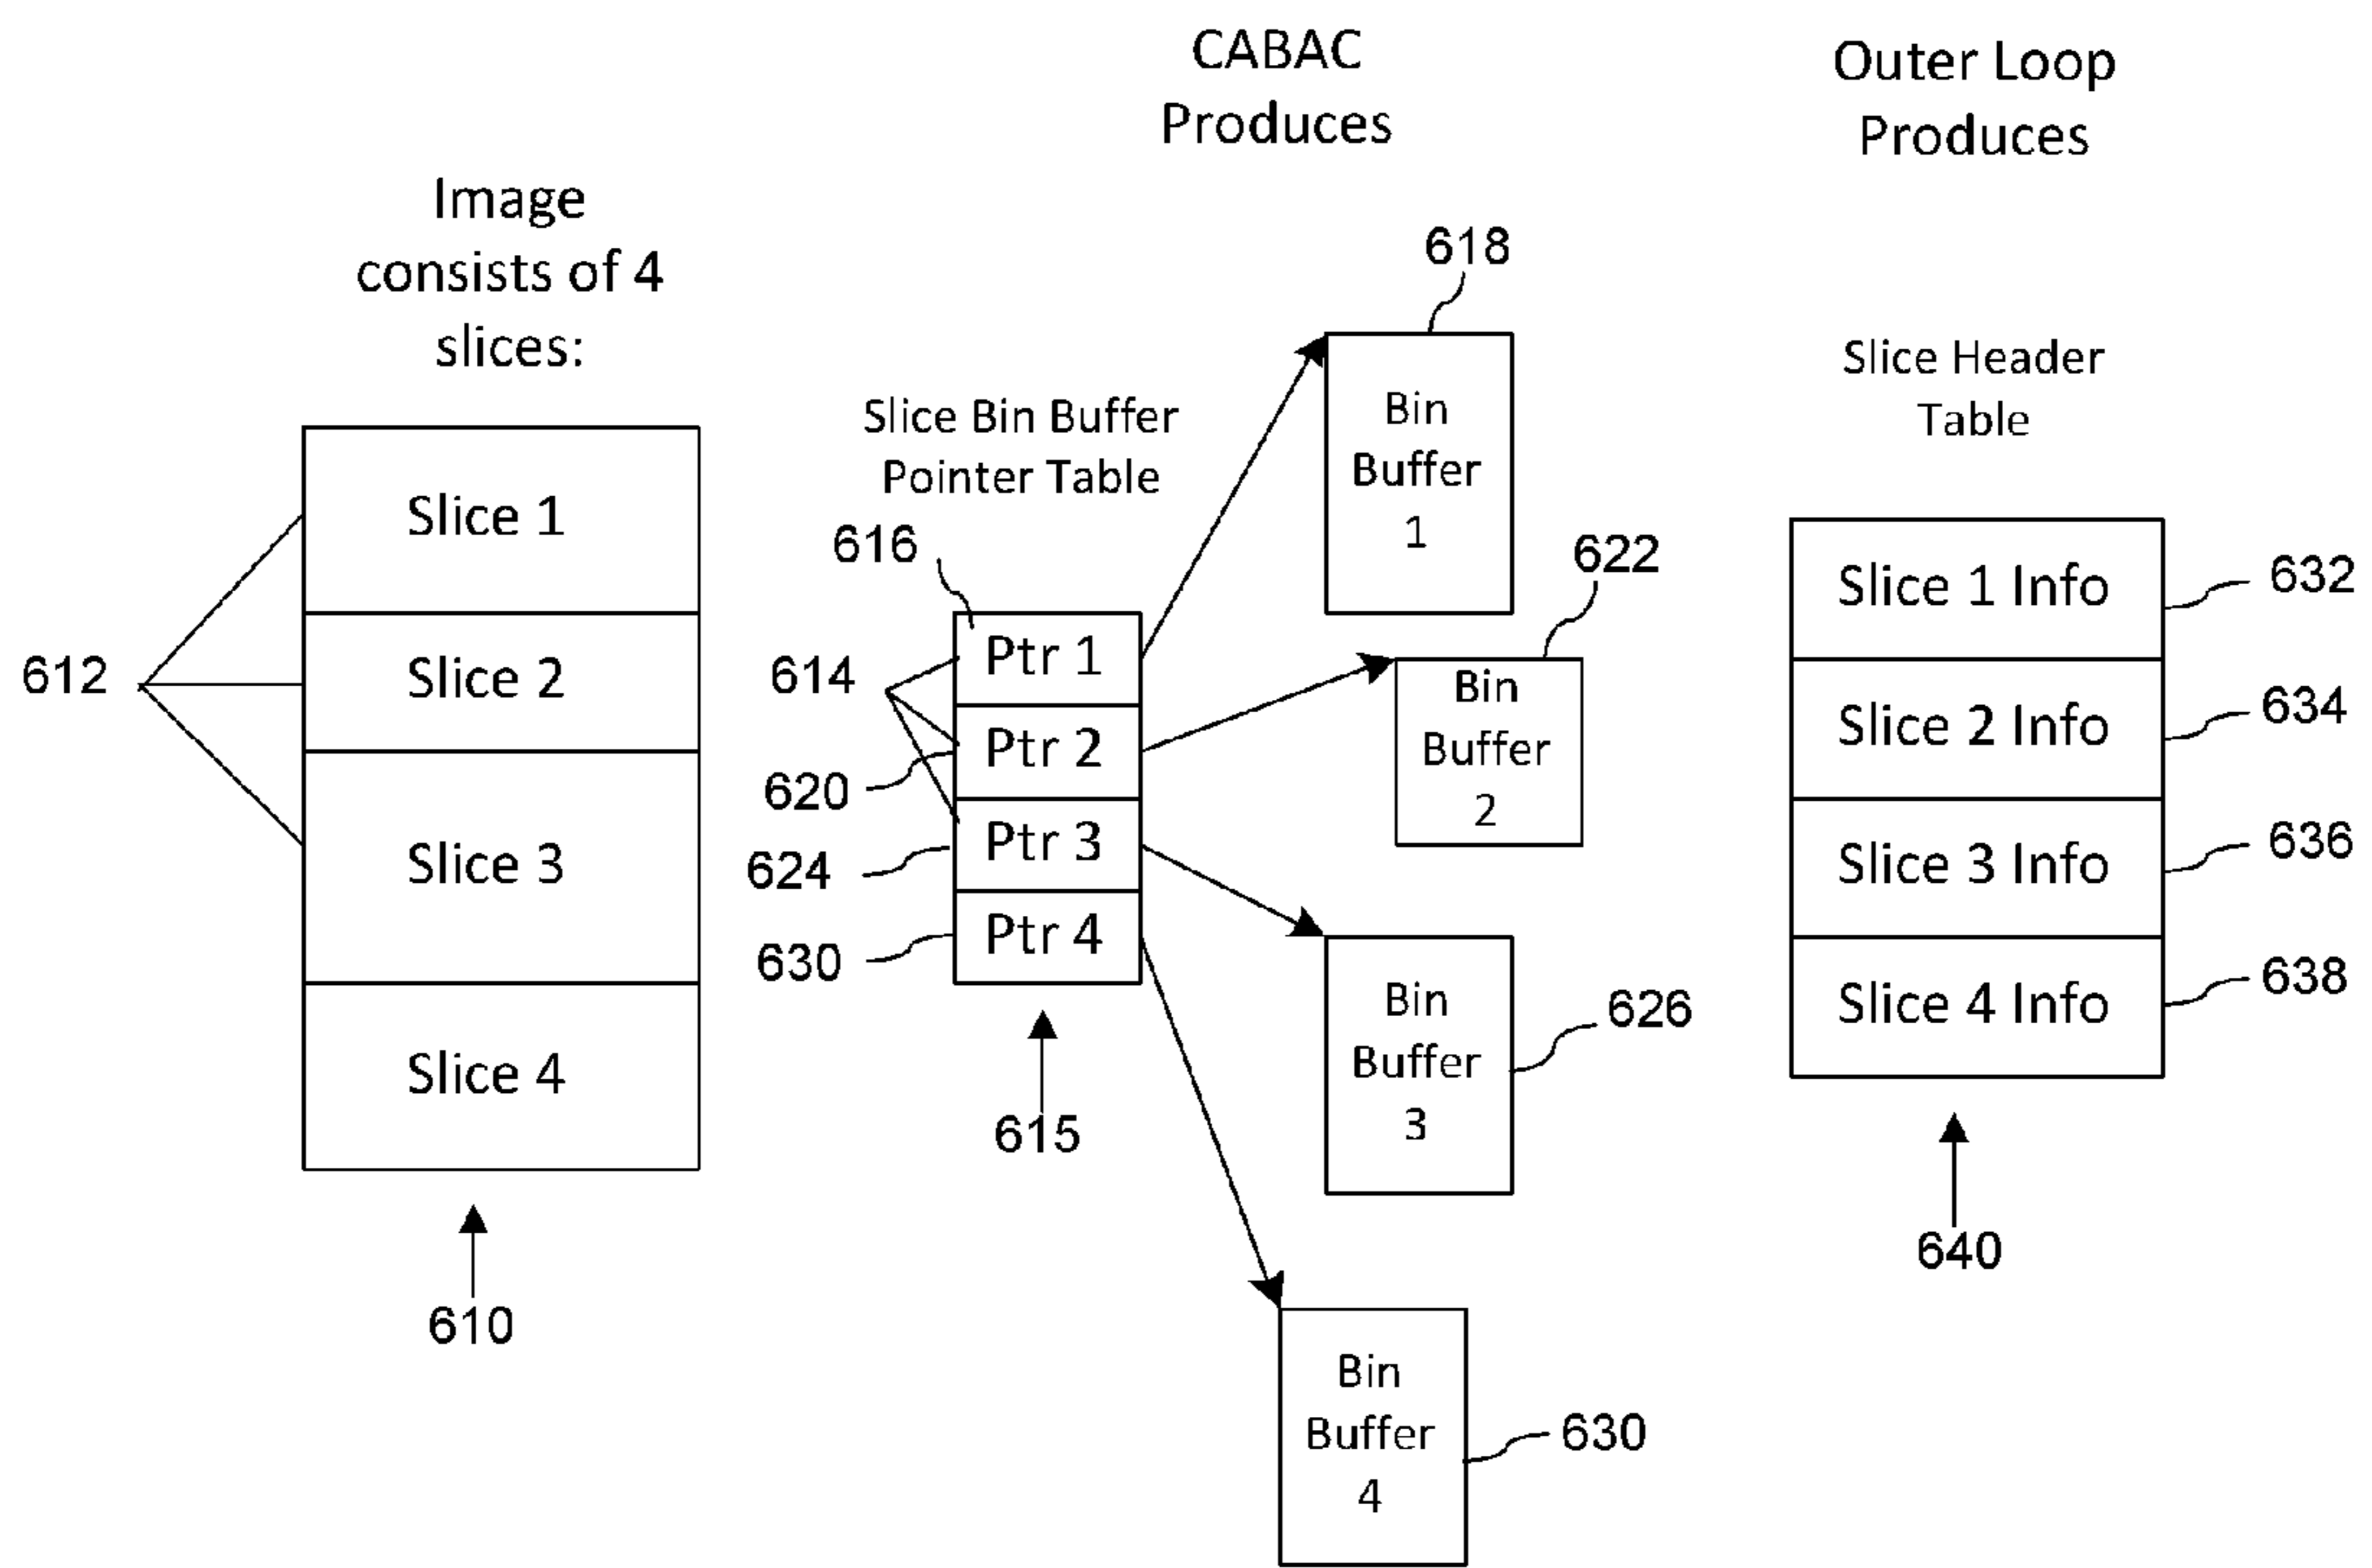 CABAC
Produces
Outer Loop
Produces
Image
consists of 4
slices:
Slice 1
Slice 2
Slice 3
Slice 4
612
610
Slice Bin Buffer
Pointer Table
616
614
620
624
630
Ptr 1
Ptr 2
Ptr 3
Ptr 4
615
618
Bin
Buffer
1
622
Bin
Buffer
2
Bin
Buffer
3
626
Bin
Buffer
4
630
Slice Header
Table
Slice 1 Info
632
Slice 2 Info
634
Slice 3 Info
636
Slice 4 Info
638
640